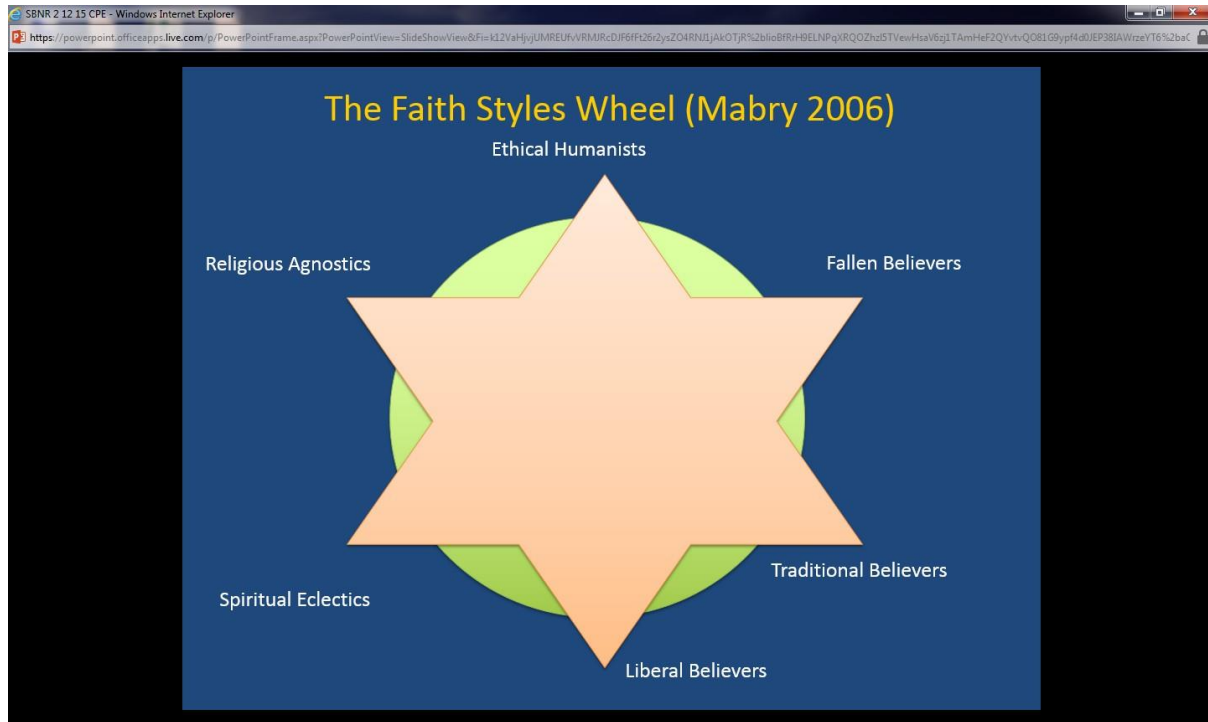 SBNR 2 12 15 CPE - Windows Internet Explorer
The Faith Styles Wheel (Mabry 2006)
Ethical Humanists
Religious Agnostics
Fallen Believers
Traditional Believers
Spiritual Eclectics
Liberal Believers